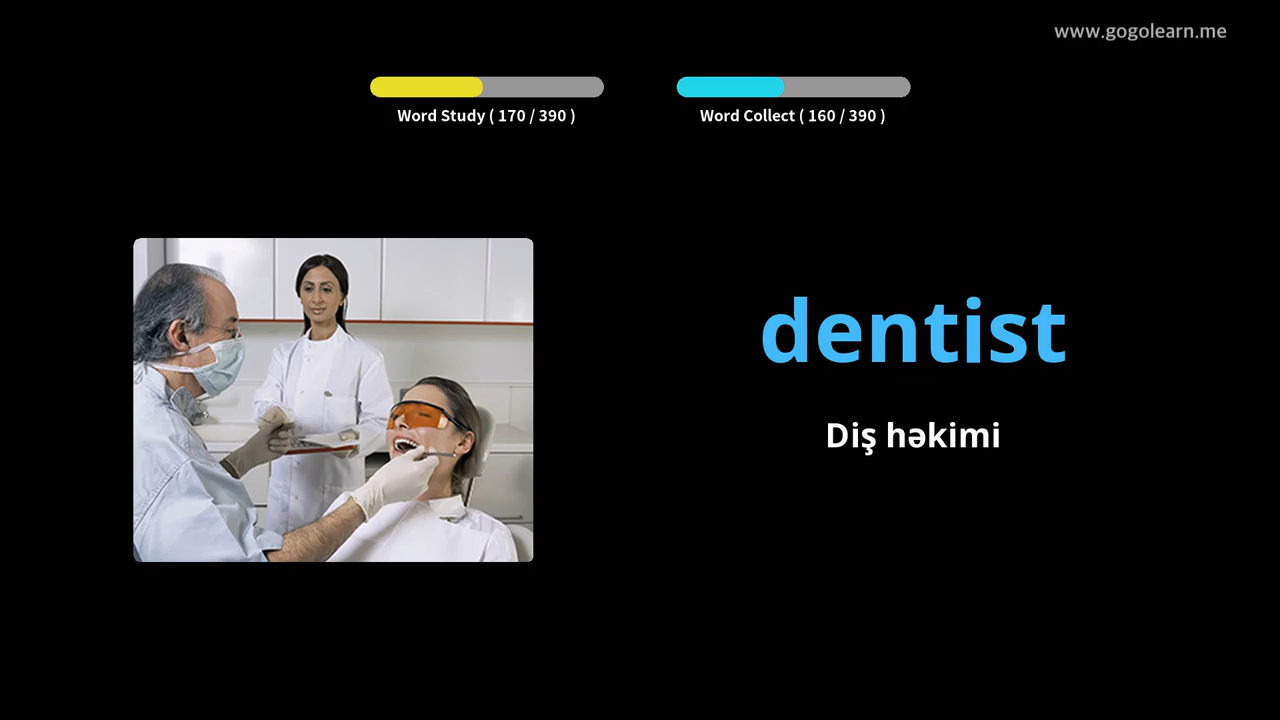 www.gogolearn.me
Word Study ( 170 / 390 )
Word Collect ( 160 / 390 )
dentist
Diş həkimi